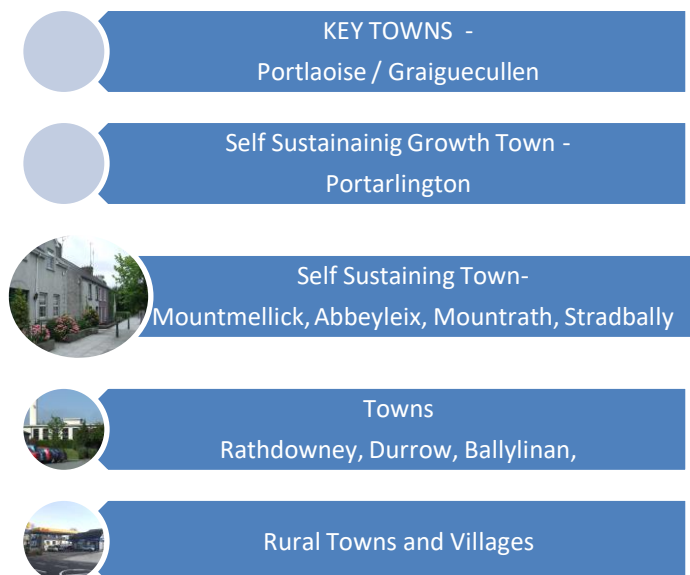 KEY TOWNS -
Portlaoise / Graiguecullen
Self Sustainainig Growth Town -
Portarlington
Self Sustaining Town-
Mountmellick, Abbeyleix, Mountrath, Stradbally
Towns
Rathdowney, Durrow, Ballylinan,
Rural Towns and Villages